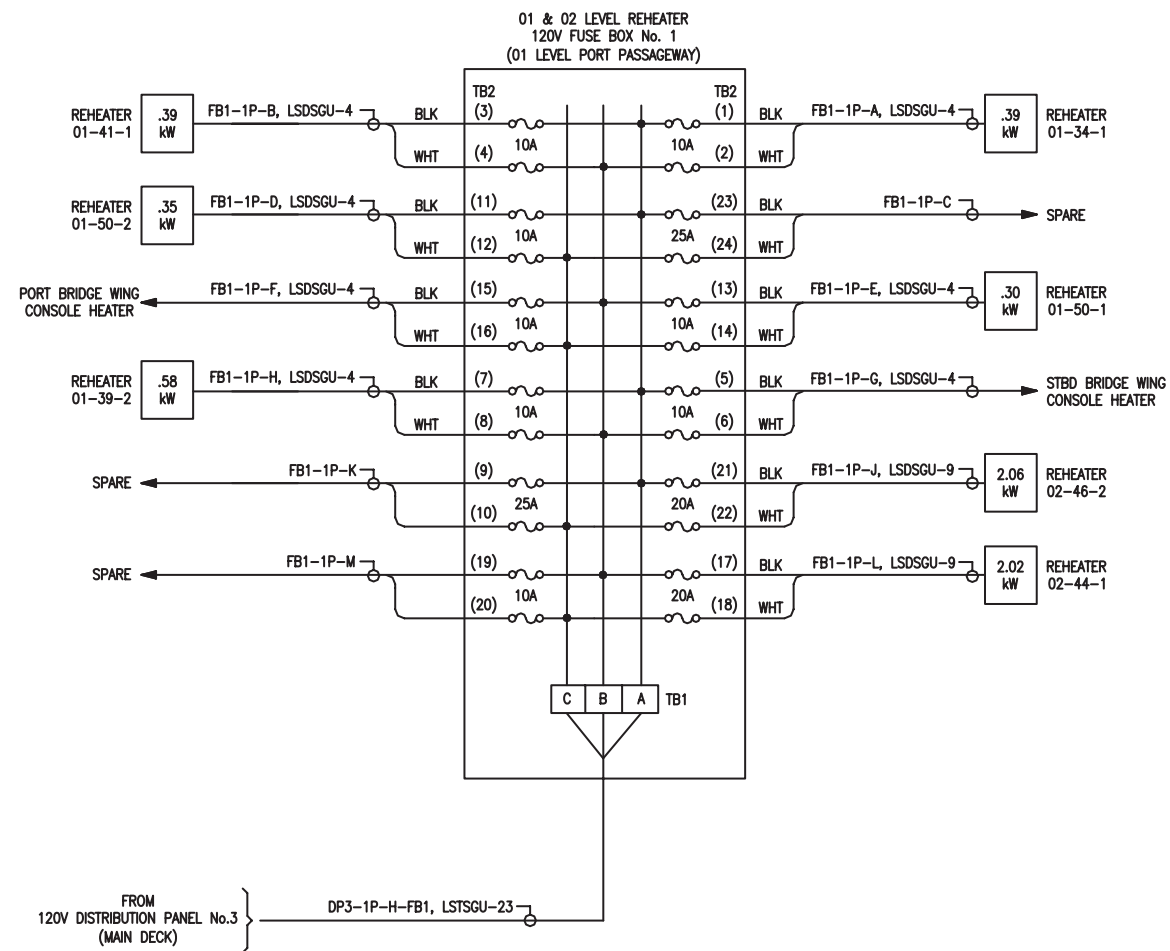 01 & 02 LEVEL REHEATER
120V FUSE BOX No. 1
(01 LEVEL PORT PASSAGEWAY)
TB2
TB2
REHEATER
01-41-1
.39
kW
FB1-1P-B, LSDSGU-4
BLK
(3)
10A
WHT
(4)
(1)
10A
(2)
BLK
WHT
FB1-1P-A, LSDSGU-4
.39
kW
REHEATER
01-34-1
REHEATER
01-50-2
.35
kW
FB1-1P-D, LSDSGU-4
BLK
(11)
10A
WHT
(12)
(23)
25A
(24)
BLK
WHT
FB1-1P-C
SPARE
PORT BRIDGE WING
CONSOLE HEATER
FB1-1P-F, LSDSGU-4
BLK
(15)
10A
WHT
(16)
(13)
10A
(14)
BLK
WHT
FB1-1P-E, LSDSGU-4
.30
kW
REHEATER
01-50-1
REHEATER
01-39-2
.58
kW
FB1-1P-H, LSDSGU-4
BLK
(7)
10A
WHT
(8)
(5)
10A
(6)
BLK
WHT
FB1-1P-G, LSDSGU-4
STBD BRIDGE WING
CONSOLE HEATER
SPARE
FB1-1P-K
(9)
25A
(10)
(21)
20A
(22)
BLK
WHT
FB1-1P-J, LSDSGU-9
2.06
kW
REHEATER
02-46-2
SPARE
FB1-1P-M
(19)
10A
(20)
(17)
20A
(18)
BLK
WHT
FB1-1P-L, LSDSGU-9
2.02
kW
REHEATER
02-44-1
C B A TB1
FROM
120V DISTRIBUTION PANEL No.3
(MAIN DECK)
DP3-1P-H-FB1, LSTSGU-23